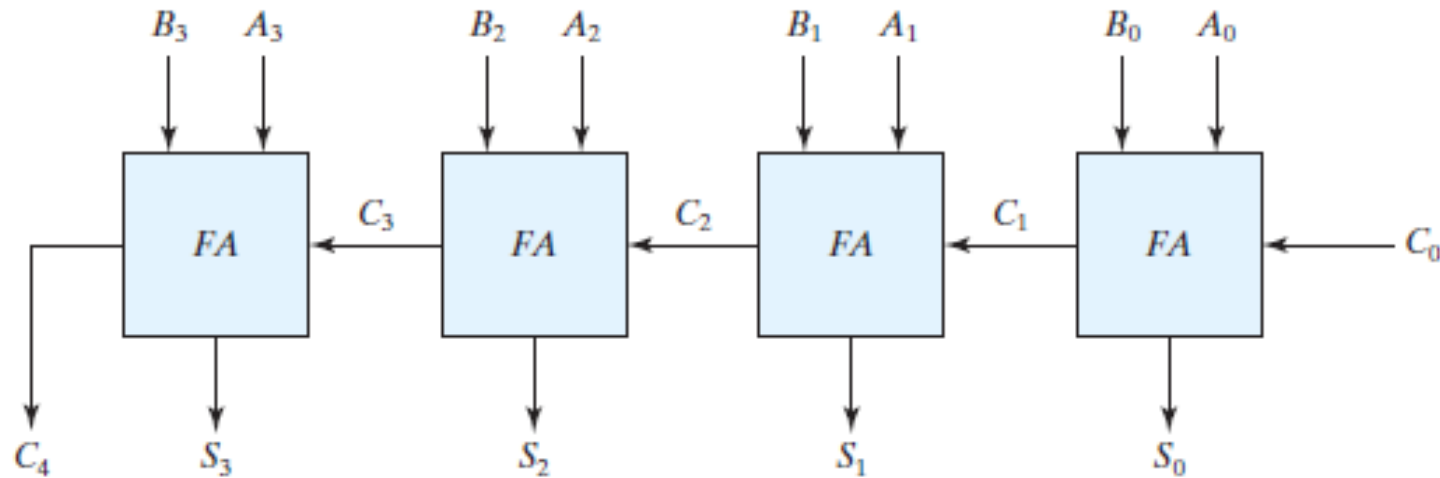 B₃ A₃ B₂ A₂ B₁ A₁ B₀ A₀
C₃ C₂ C₁
FA FA FA FA C₀
C₄ S₃ S₂ S₁ S₀